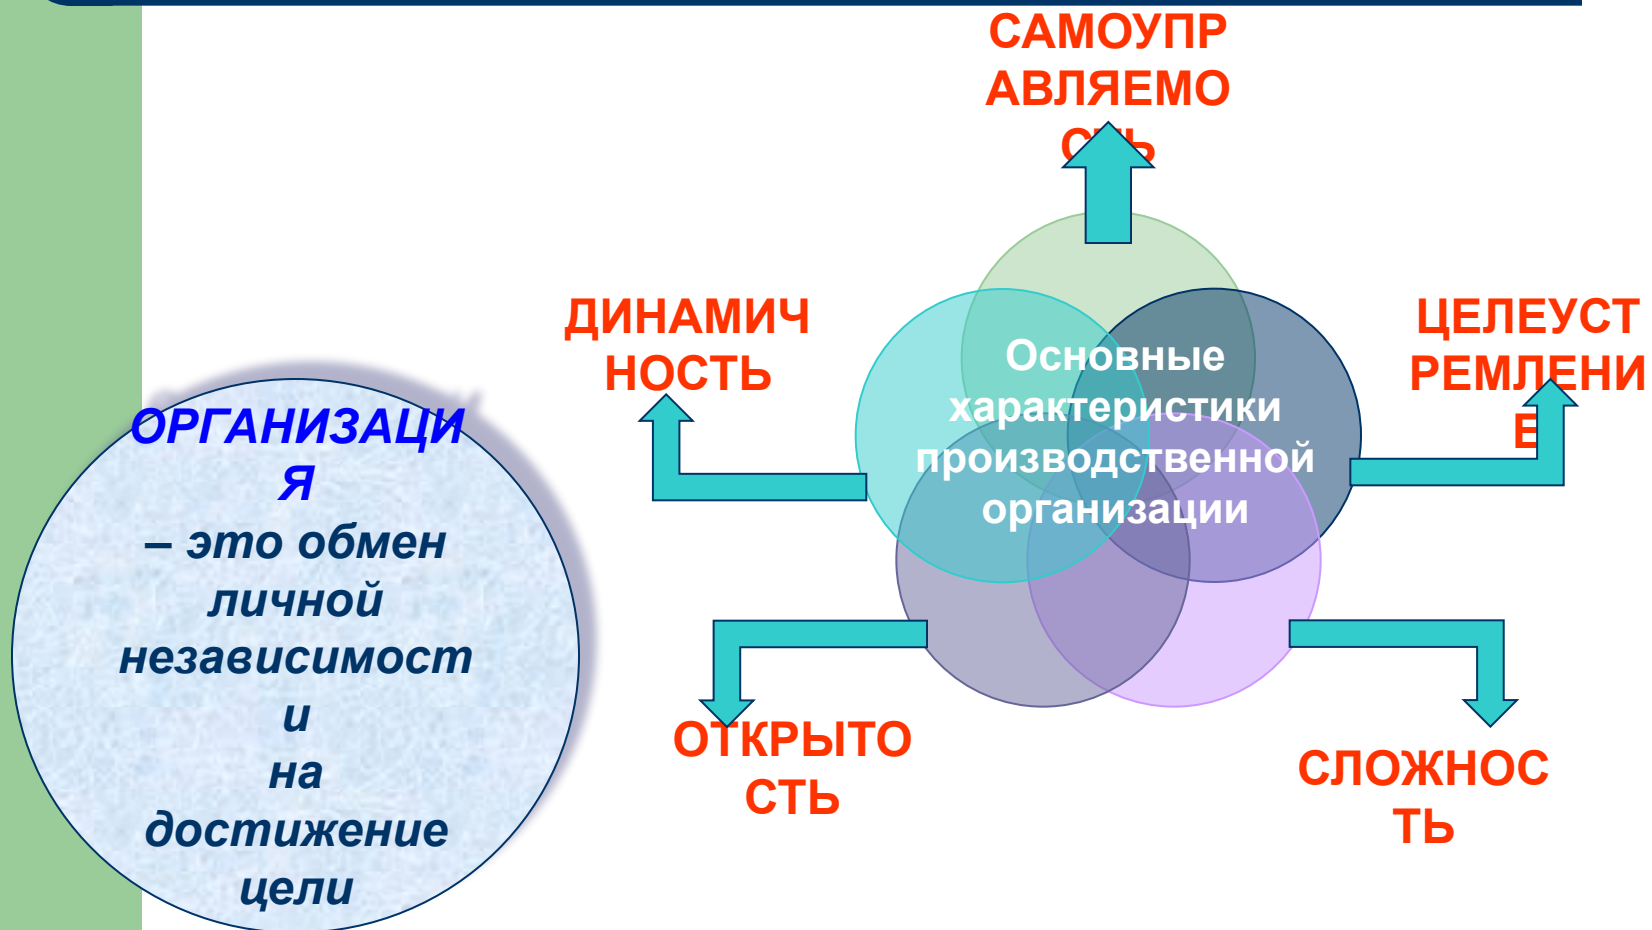 САМОУПР
АВЛЯЕМО
СТЬ
ДИНАМИЧ
НОСТЬ
ЦЕЛЕУСТ
РЕМЛЕНИ
Е
Основные
характеристики
производственной
организации
ОРГАНИЗАЦИ
Я
– это обмен
личной
независимост
и
на
достижение
цели
ОТКРЫТО
СТЬ
СЛОЖНОС
ТЬ